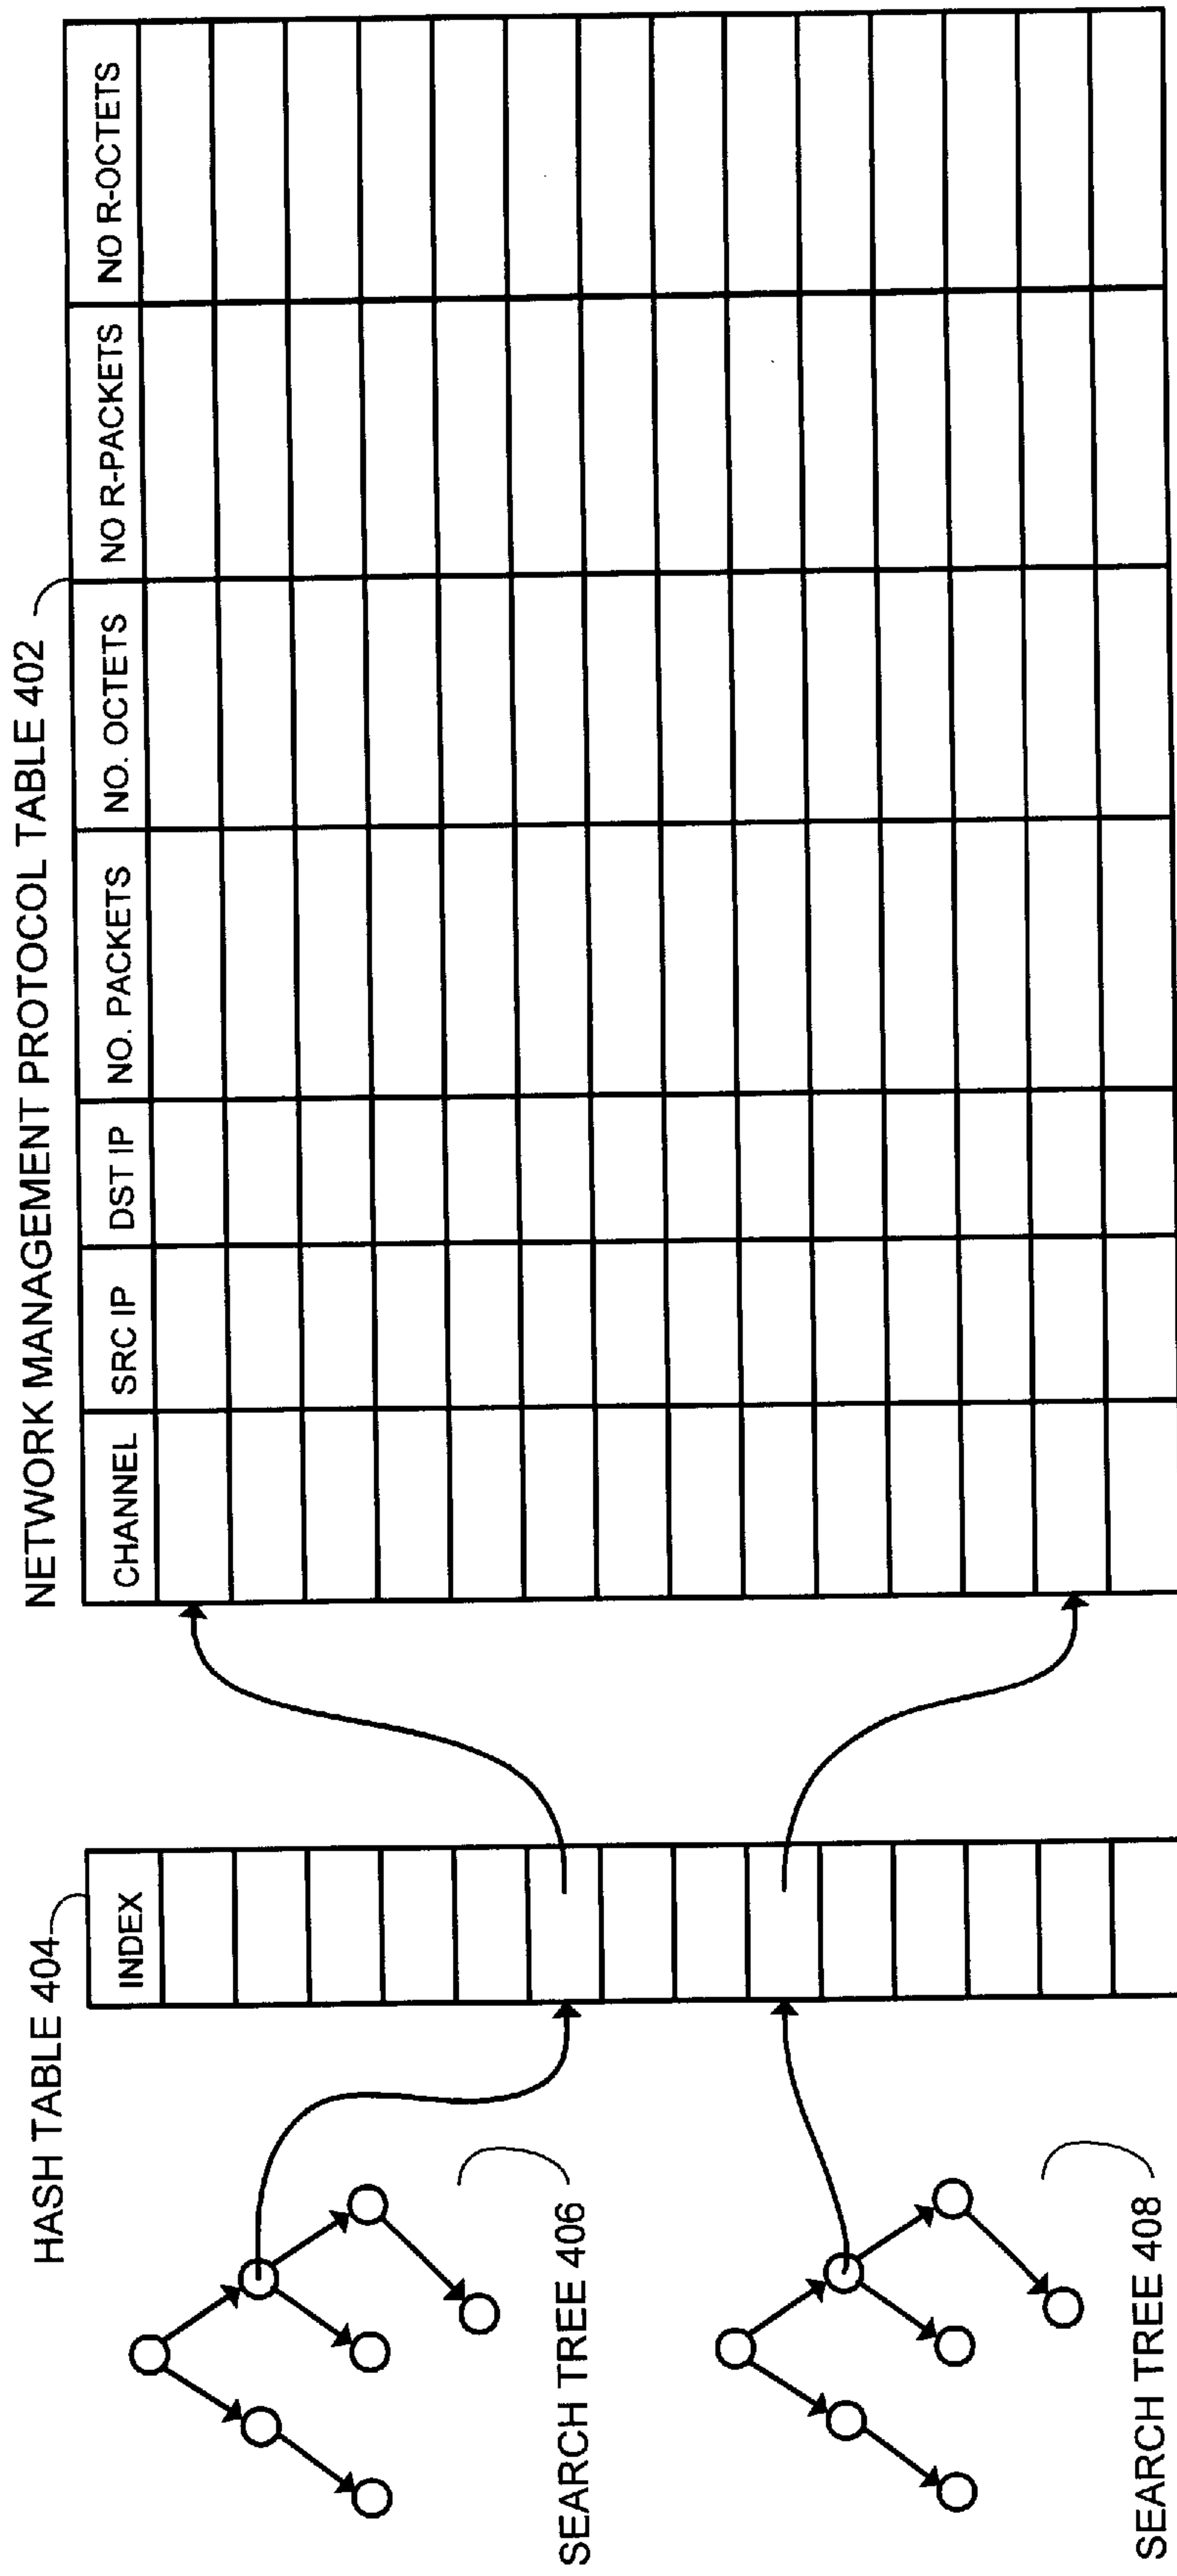 NETWORK MANAGEMENT PROTOCOL TABLE 402
CHANNEL SRC IP DST IP NO. PACKETS NO. OCTETS NO R-PACKETS NO R-OCTETS
HASH TABLE 404
INDEX
SEARCH TREE 406
SEARCH TREE 408